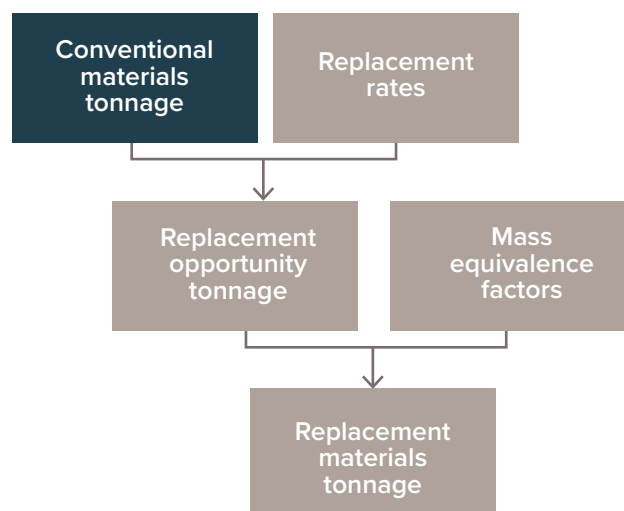 Conventional
materials
tonnage
Replacement
rates
Replacement
opportunity
tonnage
Mass
equivalence
factors
Replacement
materials
tonnage